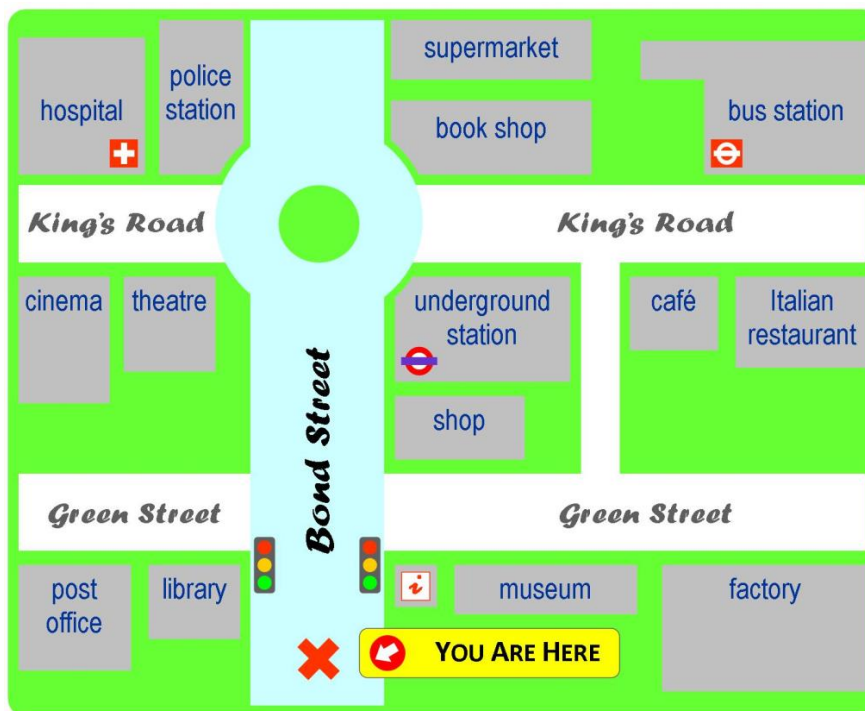 hospital
police
station
supermarket
book shop
bus station
King's Road
King's Road
cinema
theatre
underground
station
café
Italian
restaurant
shop
Bond Street
Green Street
Green Street
post
office
library
i
museum
factory
YOU ARE HERE